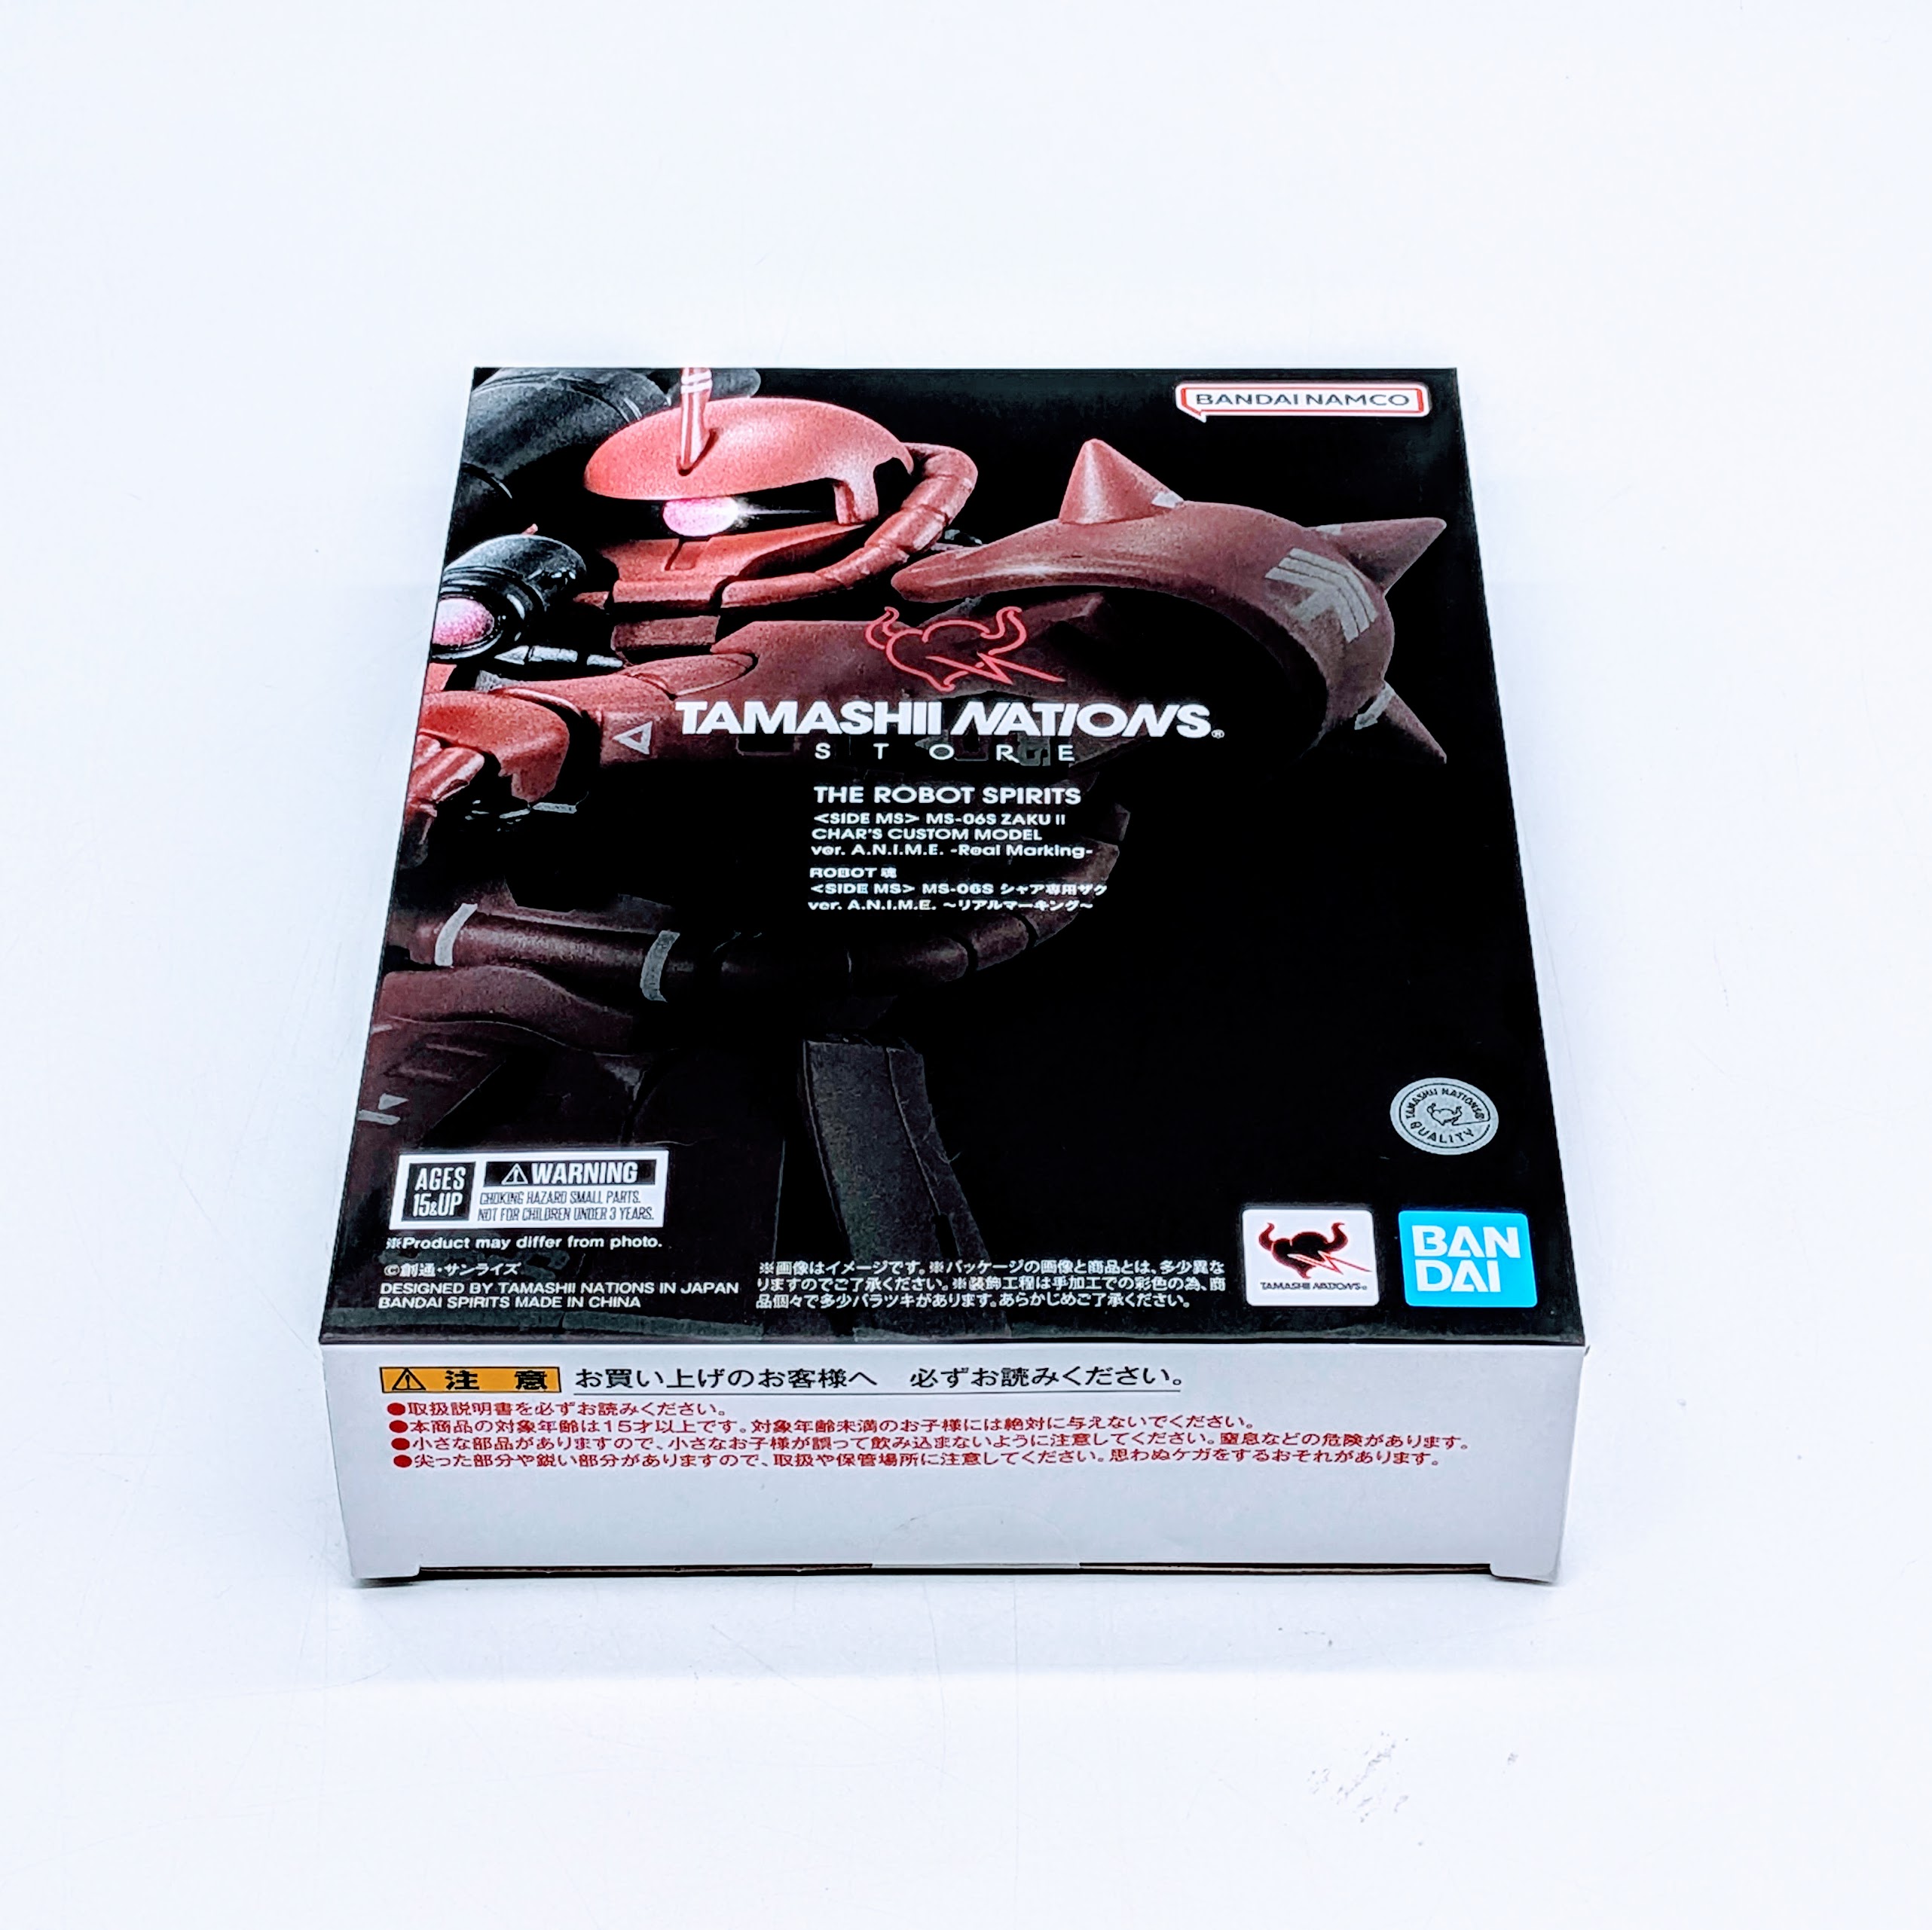 BANDAI NAMCO
TAMASHII NATIONS®
STORE
THE ROBOT SPIRITS
<SIDE MS> MS-06S ZAKU II
CHAR'S CUSTOM MODEL
ver. A.N.I.M.E. -Real Marking-
ROBOT 魂
<SIDE MS> MS-06S シャア専用ザク
ver. A.N.I.M.E. ~リアルマーキング~
TAMASHII NATIONS®
QUALITY
AGES
15&UP
⚠WARNING
CHOKING HAZARD SMALL PARTS.
NOT FOR CHILDREN UNDER 3 YEARS.
※Product may differ from photo.
©創通・サンライズ
DESIGNED BY TAMASHII NATIONS IN JAPAN
BANDAI SPIRITS MADE IN CHINA
※画像はイメージです。※パッケージの画像と商品とは、多少異な
りますのでご了承ください。※装飾工程は手加工での彩色の為、商
品個々で多少バラツキがあります。あらかじめご了承ください。
TAMASHII NATIONS®
BAN
DAI
⚠注 意 お買い上げのお客様へ 必ずお読みください。
●取扱説明書を必ずお読みください。
●本商品の対象年齢は15才以上です。対象年齢未満のお子様には絶対に与えないでください。
●小さな部品がありますので、小さなお子様が誤って飲み込まないように注意してください。窒息などの危険があります。
●尖った部分や鋭い部分がありますので、取扱や保管場所に注意してください。思わぬケガをするおそれがあります。